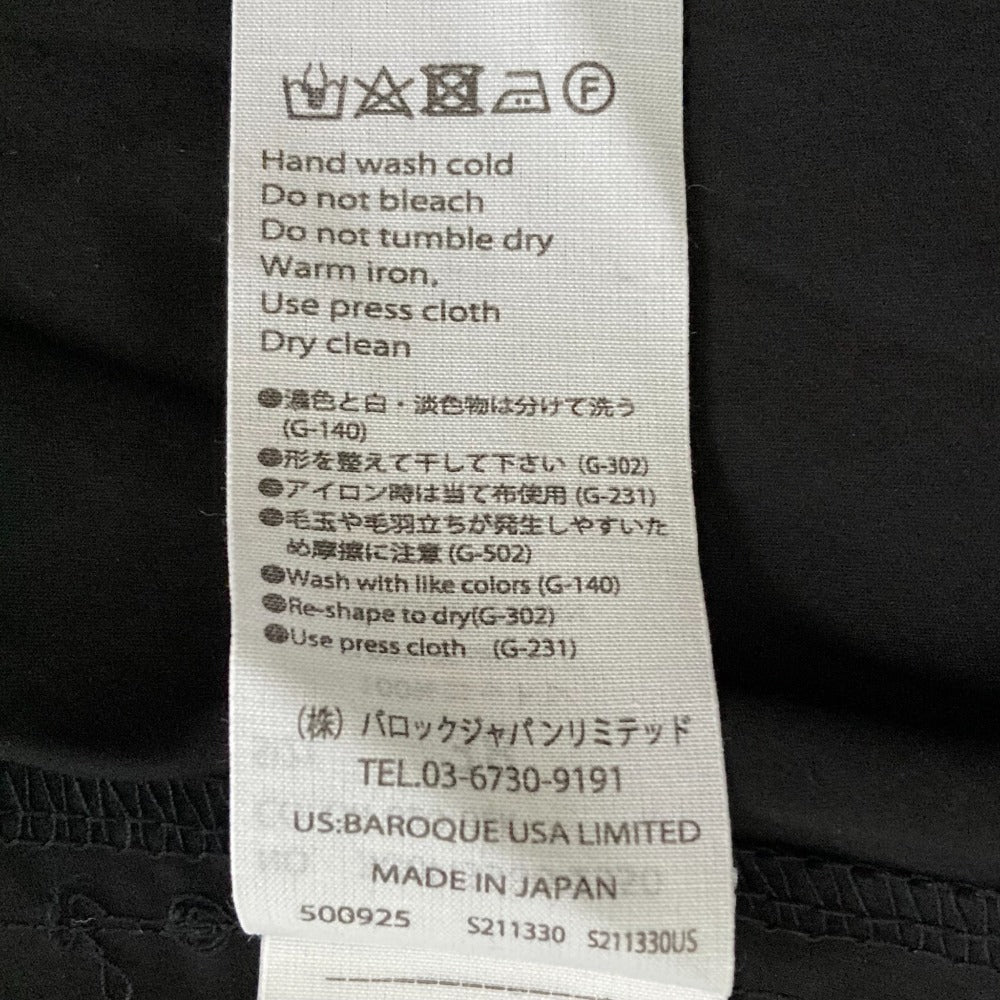 F
Hand wash cold
Do not bleach
Do not tumble dry
Warm iron,
Use press cloth
Dry clean
●濃色と白・淡色物は分けて洗う
(G-140)
●形を整えて干して下さい (G-302)
●アイロン時は当て布使用 (G-231)
●毛玉や毛羽立ちが発生しやすいた
め摩擦に注意 (G-502)
●Wash with like colors (G-140)
●Re-shape to dry(G-302)
●Use press cloth (G-231)
(株) バロックジャパンリミテッド
TEL.03-6730-9191
US:BAROQUE USA LIMITED
MADE IN JAPAN
500925 S211330 S211330US